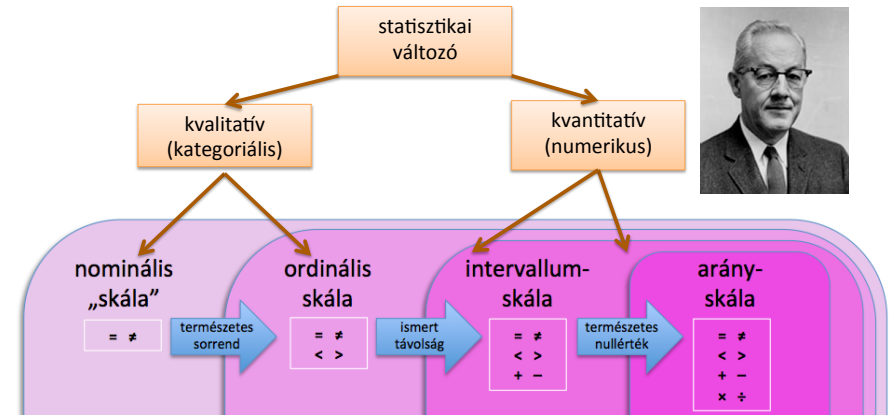 statisztikai
változó
kvalitatív
(kategoriális)
kvantitatív
(numerikus)
nominális
„skála”
ordinális
skála
intervallum-
skála
arány-
skála
= ≠
természetes
sorrend
= ≠
< >
ismert
távolság
= ≠
< >
+ −
természetes
nullérték
= ≠
< >
+ −
× ÷